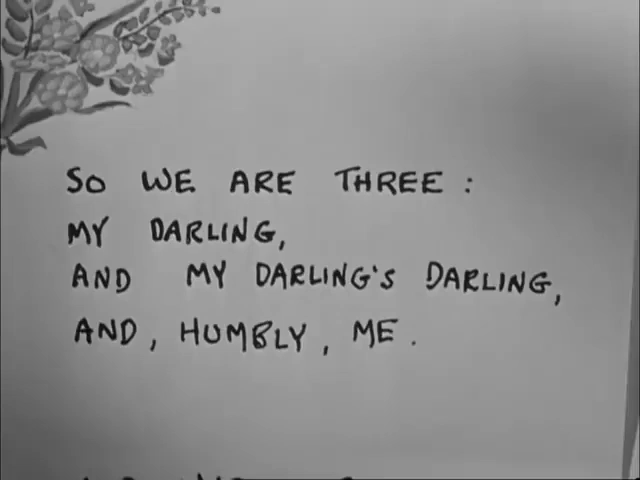 SO WE ARE THREE :
MY DARLING,
AND MY DARLING'S DARLING,
AND, HUMBLY, ME.